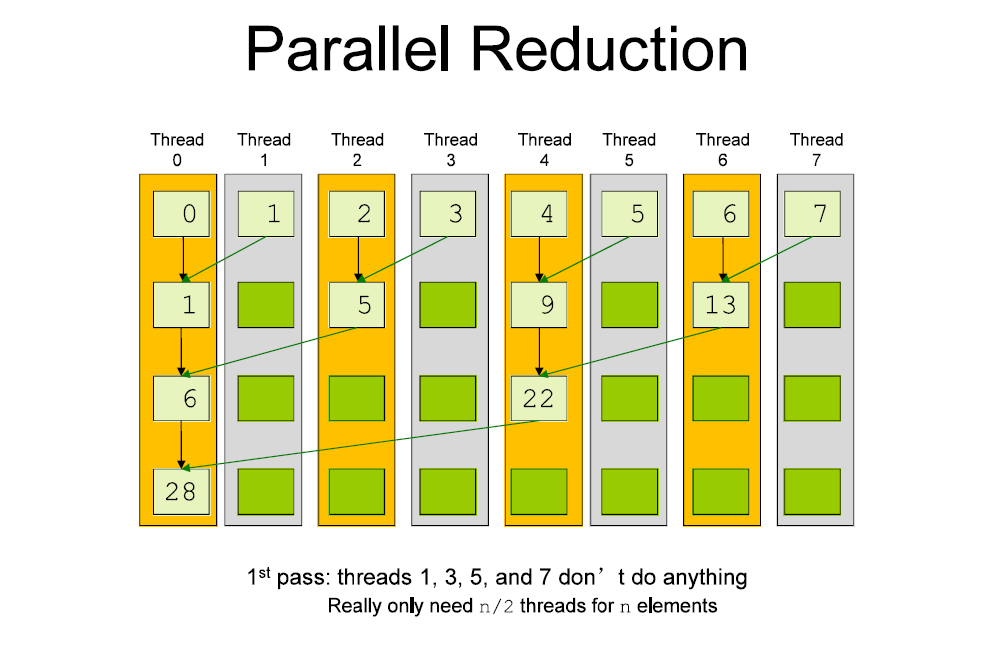 Parallel Reduction
Thread Thread Thread Thread Thread Thread Thread Thread
0 1 2 3 4 5 6 7
0 1 2 3 4 5 6 7
1 5 9 13
6 22
28
1st pass: threads 1, 3, 5, and 7 don’t do anything
Really only need n/2 threads for n elements